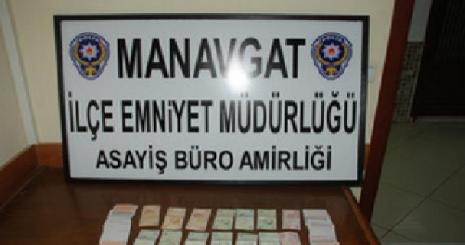 MANAVGAT
İLÇE EMNİYET MÜDÜRLÜĞÜ
ASAYİŞ BÜRO AMİRLİĞİ